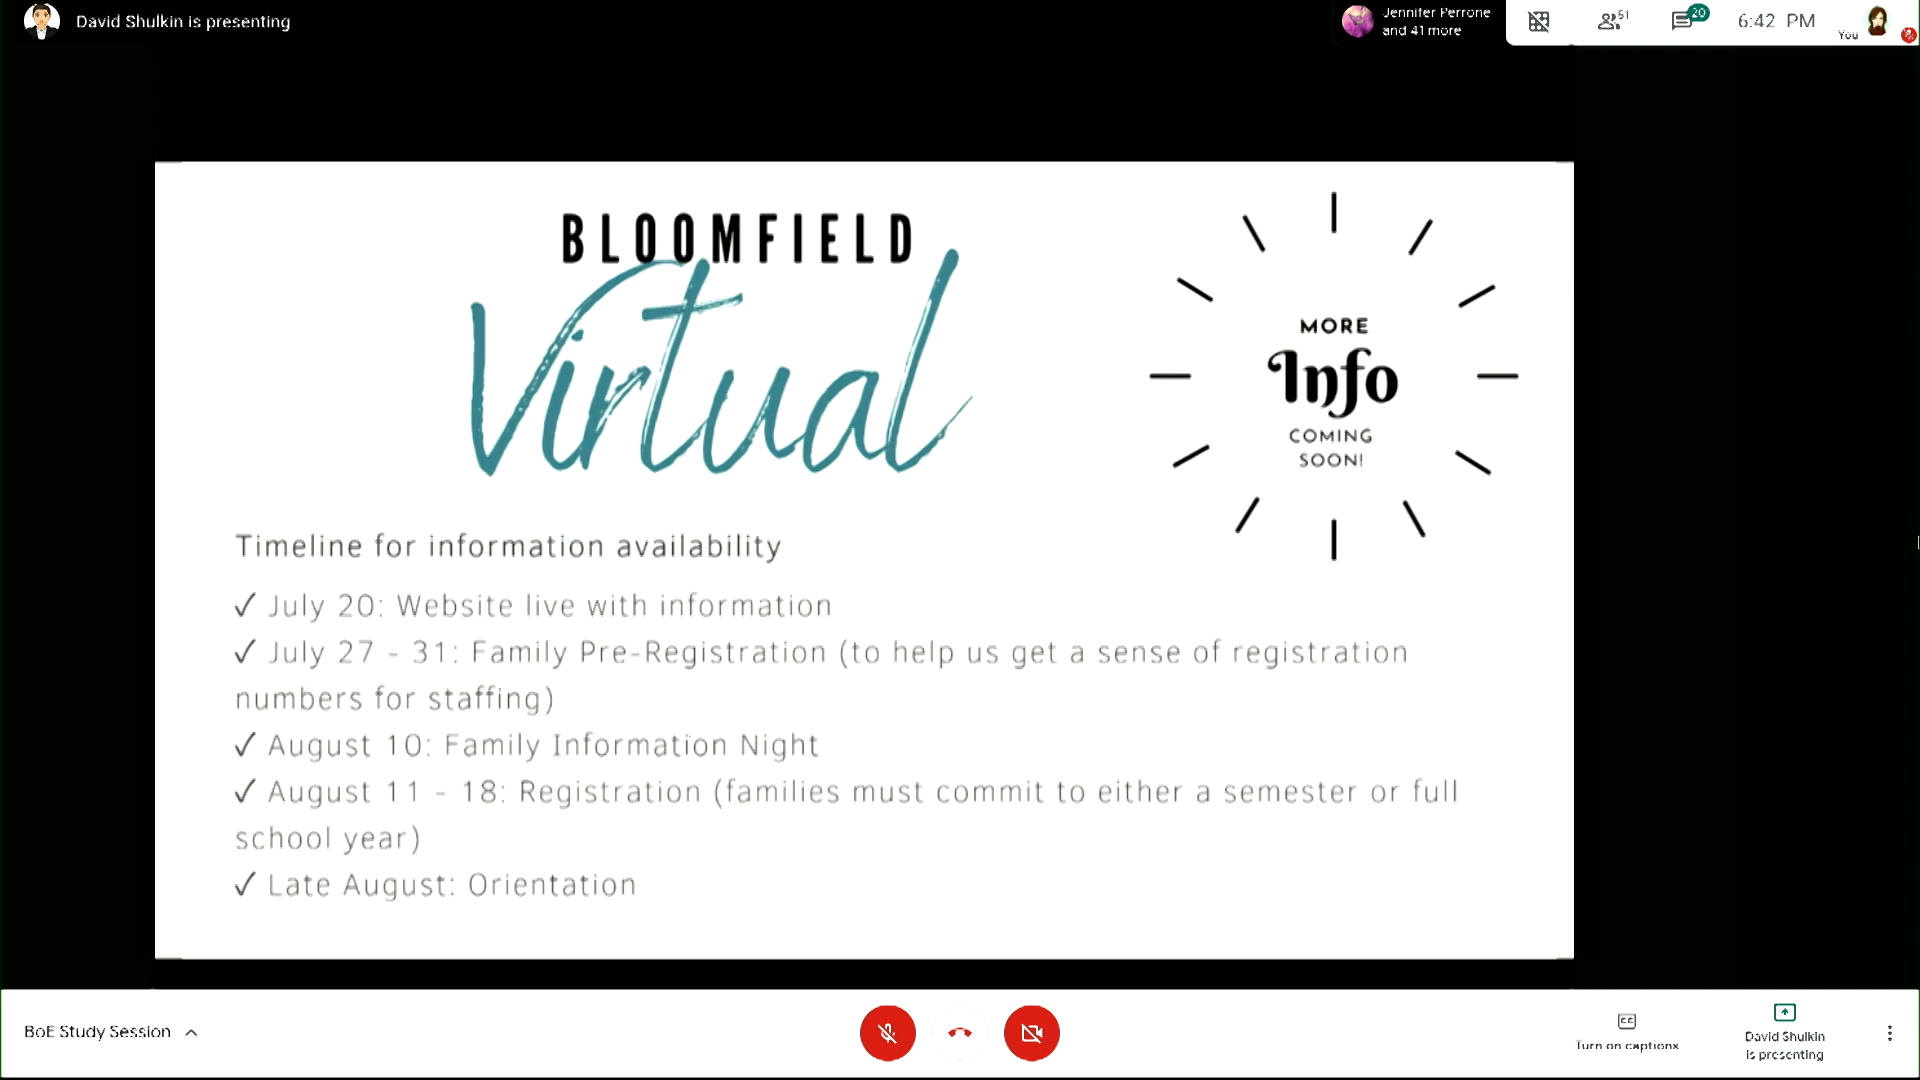 David Shulkin is presenting
Jennifer Perrone
and 41 more
51
20
6:42 PM
You
BLOOMFIELD
Virtual
MORE
Info
COMING
SOON!
Timeline for information availability
✓ July 20: Website live with information
✓ July 27 - 31: Family Pre-Registration (to help us get a sense of registration
numbers for staffing)
✓ August 10: Family Information Night
✓ August 11 - 18: Registration (families must commit to either a semester or full
school year)
✓ Late August: Orientation
BoE Study Session
CC
Turn on captions
David Shulkin
is presenting